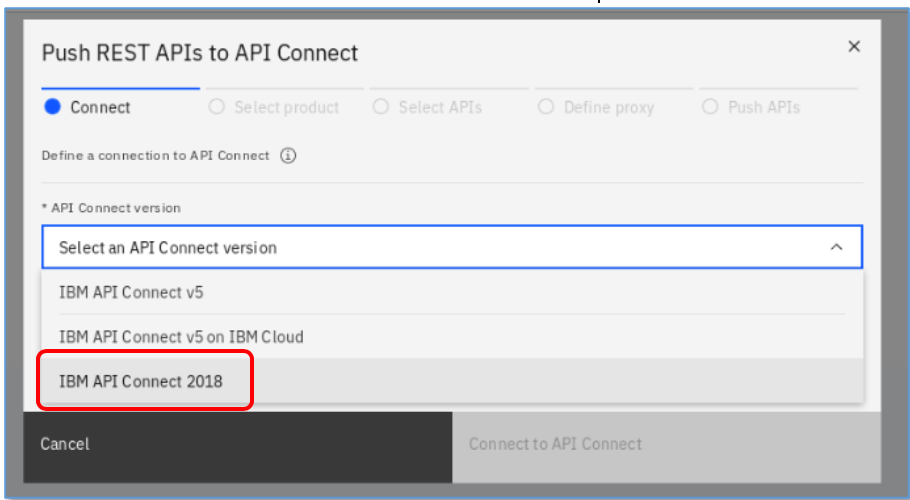 Push REST APIs to API Connect
Connect Select product Select APIs Define proxy Push APIs
Define a connection to API Connect
* API Connect version
Select an API Connect version
IBM API Connect v5
IBM API Connect v5 on IBM Cloud
IBM API Connect 2018
Cancel Connect to API Connect